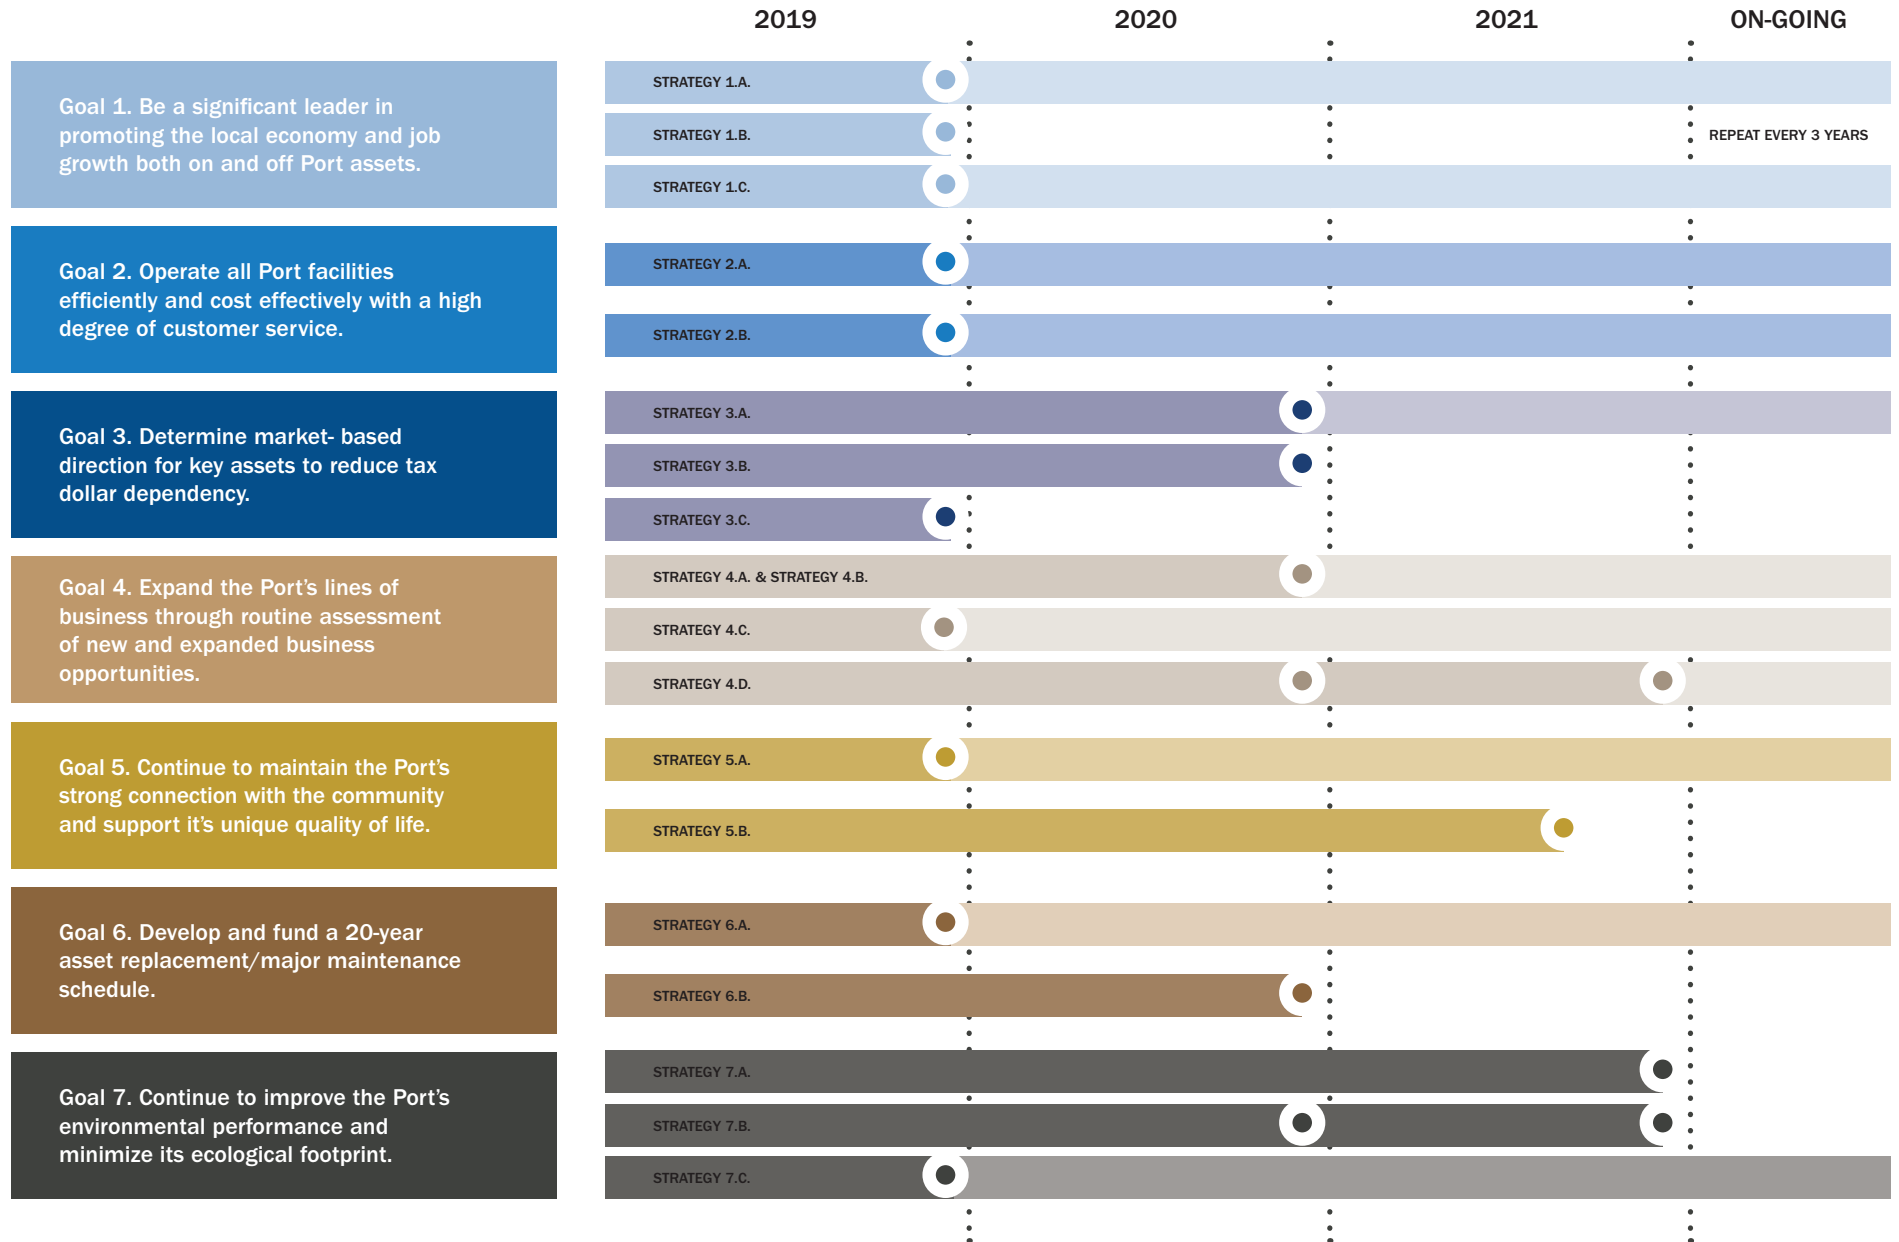 2019
2020
2021
ON-GOING
Goal 1. Be a significant leader in
promoting the local economy and job
growth both on and off Port assets.
STRATEGY 1.A.
STRATEGY 1.B.
REPEAT EVERY 3 YEARS
STRATEGY 1.C.
Goal 2. Operate all Port facilities
efficiently and cost effectively with a high
degree of customer service.
STRATEGY 2.A.
STRATEGY 2.B.
Goal 3. Determine market- based
direction for key assets to reduce tax
dollar dependency.
STRATEGY 3.A.
STRATEGY 3.B.
STRATEGY 3.C.
Goal 4. Expand the Port’s lines of
business through routine assessment
of new and expanded business
opportunities.
STRATEGY 4.A. & STRATEGY 4.B.
STRATEGY 4.C.
STRATEGY 4.D.
Goal 5. Continue to maintain the Port’s
strong connection with the community
and support it’s unique quality of life.
STRATEGY 5.A.
STRATEGY 5.B.
Goal 6. Develop and fund a 20-year
asset replacement/major maintenance
schedule.
STRATEGY 6.A.
STRATEGY 6.B.
Goal 7. Continue to improve the Port’s
environmental performance and
minimize its ecological footprint.
STRATEGY 7.A.
STRATEGY 7.B.
STRATEGY 7.C.